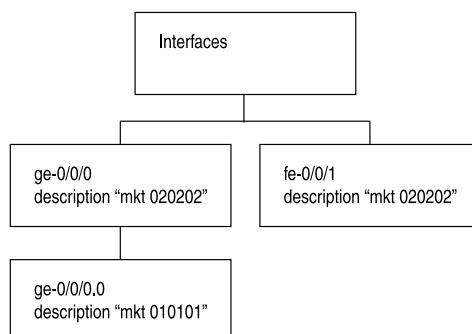 Interfaces
ge-0/0/0
description “mkt 020202”
fe-0/0/1
description “mkt 020202”
ge-0/0/0.0
description “mkt 010101”